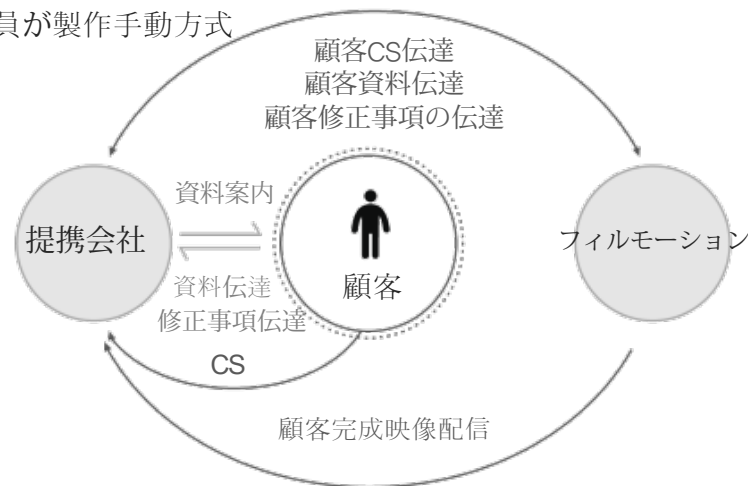 員が製作手動方式
顧客CS伝達
顧客資料伝達
顧客修正事項の伝達
資料案内
提携会社
顧客
フィルモーション
資料伝達
修正事項伝達
CS
顧客完成映像配信